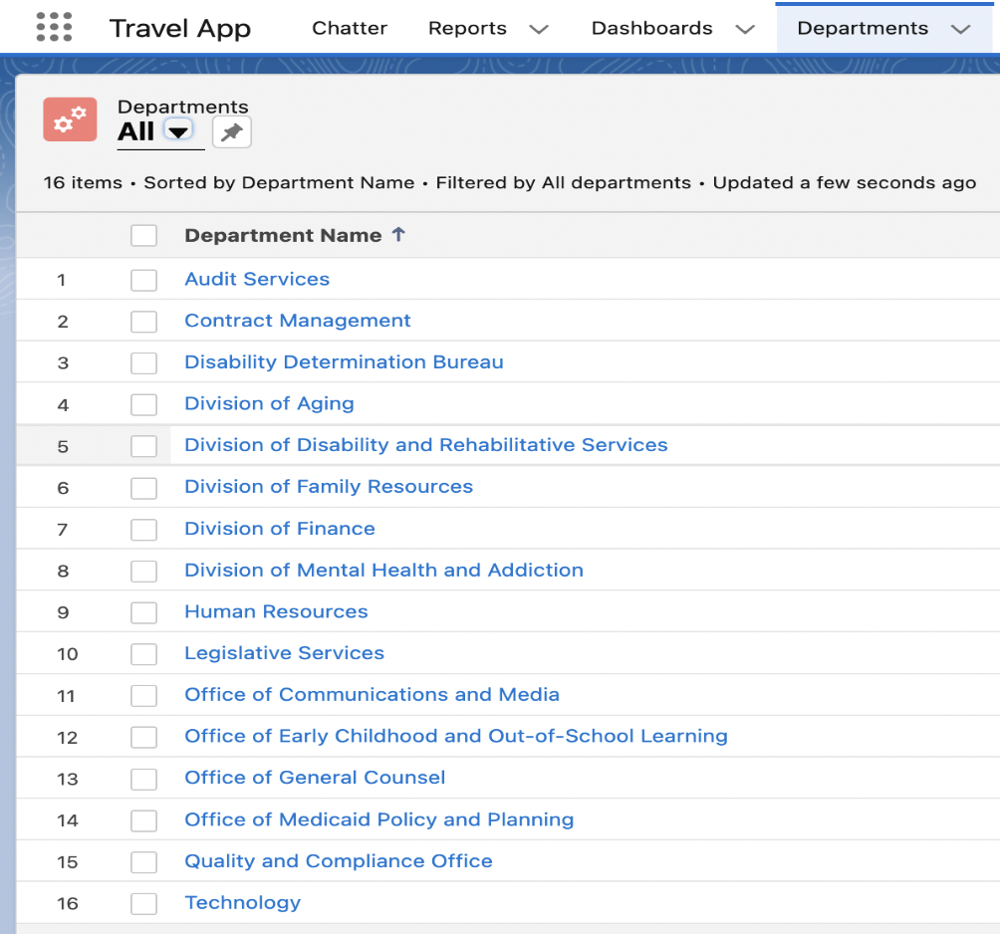 Travel App Chatter Reports Dashboards Departments
Departments
All
16 items • Sorted by Department Name • Filtered by All departments • Updated a few seconds ago
Department Name ↑
1 Audit Services
2 Contract Management
3 Disability Determination Bureau
4 Division of Aging
5 Division of Disability and Rehabilitative Services
6 Division of Family Resources
7 Division of Finance
8 Division of Mental Health and Addiction
9 Human Resources
10 Legislative Services
11 Office of Communications and Media
12 Office of Early Childhood and Out-of-School Learning
13 Office of General Counsel
14 Office of Medicaid Policy and Planning
15 Quality and Compliance Office
16 Technology